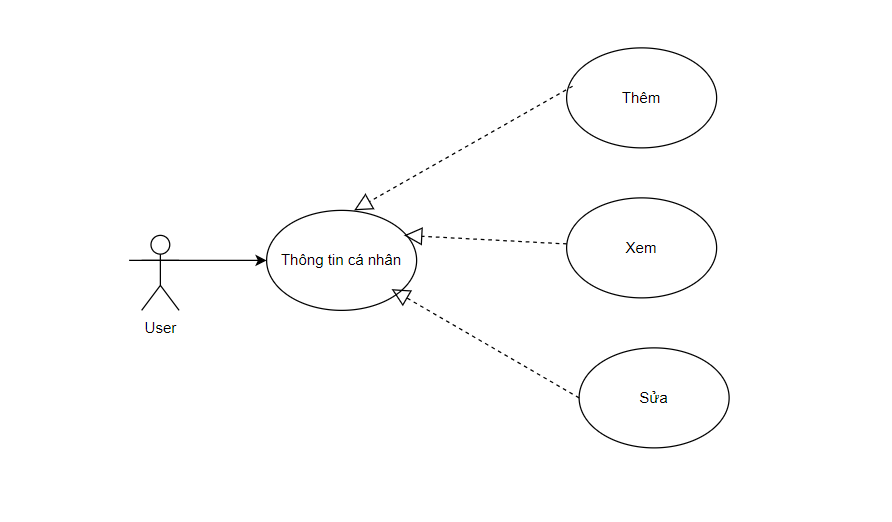 Thêm
Thông tin cá nhân
Xem
User
Sửa